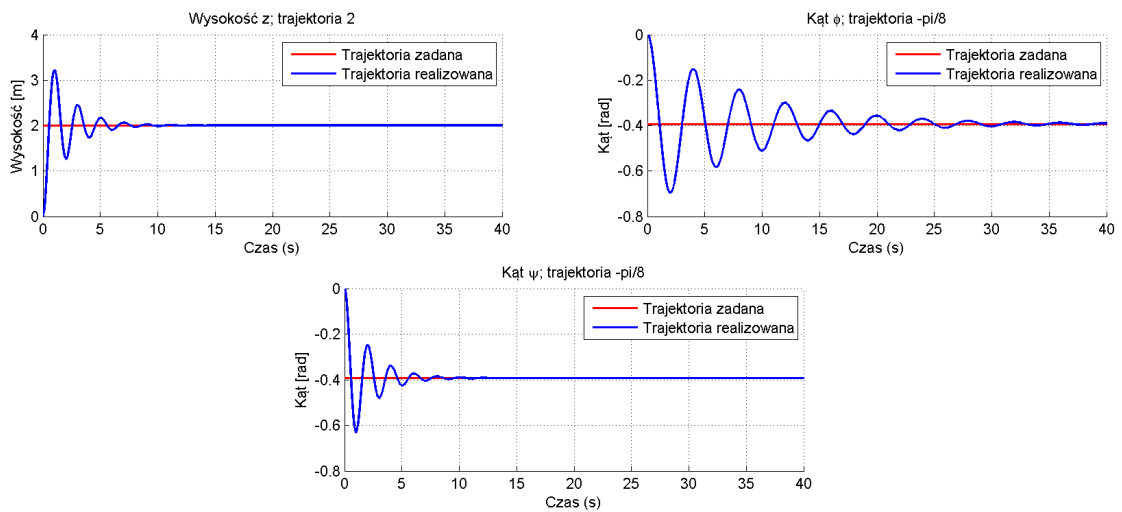 Wysokość z; trajektoria 2
Wysokość [m]
4
3
2
1
0
Trajektoria zadana
Trajektoria realizowana
0 5 10 15 20 25 30 35 40
Czas (s)
Kąt ϕ; trajektoria -pi/8
Kąt [rad]
0
-0.2
-0.4
-0.6
-0.8
Trajektoria zadana
Trajektoria realizowana
0 5 10 15 20 25 30 35 40
Czas (s)
Kąt ψ; trajektoria -pi/8
Kąt [rad]
0
-0.2
-0.4
-0.6
-0.8
Trajektoria zadana
Trajektoria realizowana
0 5 10 15 20 25 30 35 40
Czas (s)